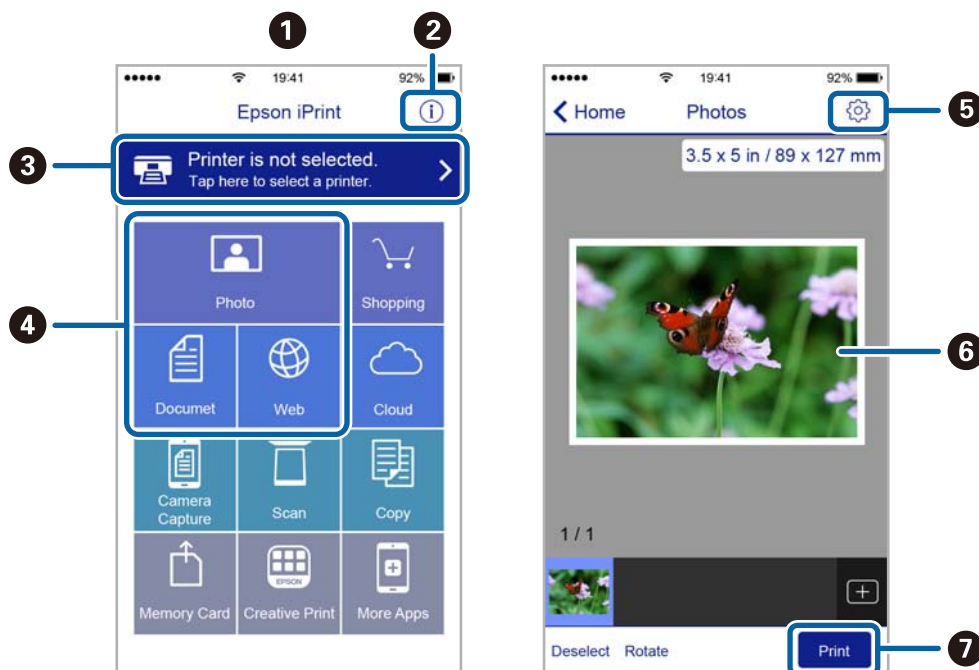 1
2
19:41
92%
Epson iPrint
3
Printer is not selected.
Tap here to select a printer.
4
Photo
Shopping
Documet
Web
Cloud
Camera
Capture
Scan
Copy
EPSON
Memory Card
Creative Print
More Apps
19:41
92%
Home
Photos
5
3.5 x 5 in / 89 x 127 mm
6
1 / 1
Deselect
Rotate
Print
7